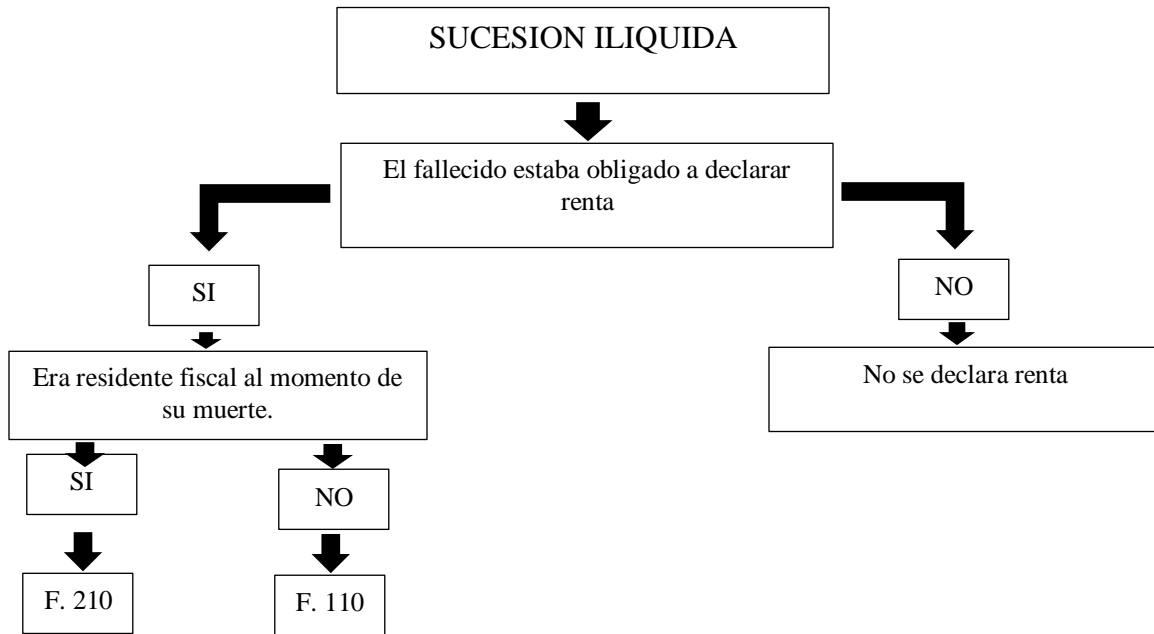 SUCESION ILIQUIDA
El fallecido estaba obligado a declarar
renta
SI
NO
Era residente fiscal al momento de
su muerte.
No se declara renta
SI
NO
F. 210
F. 110